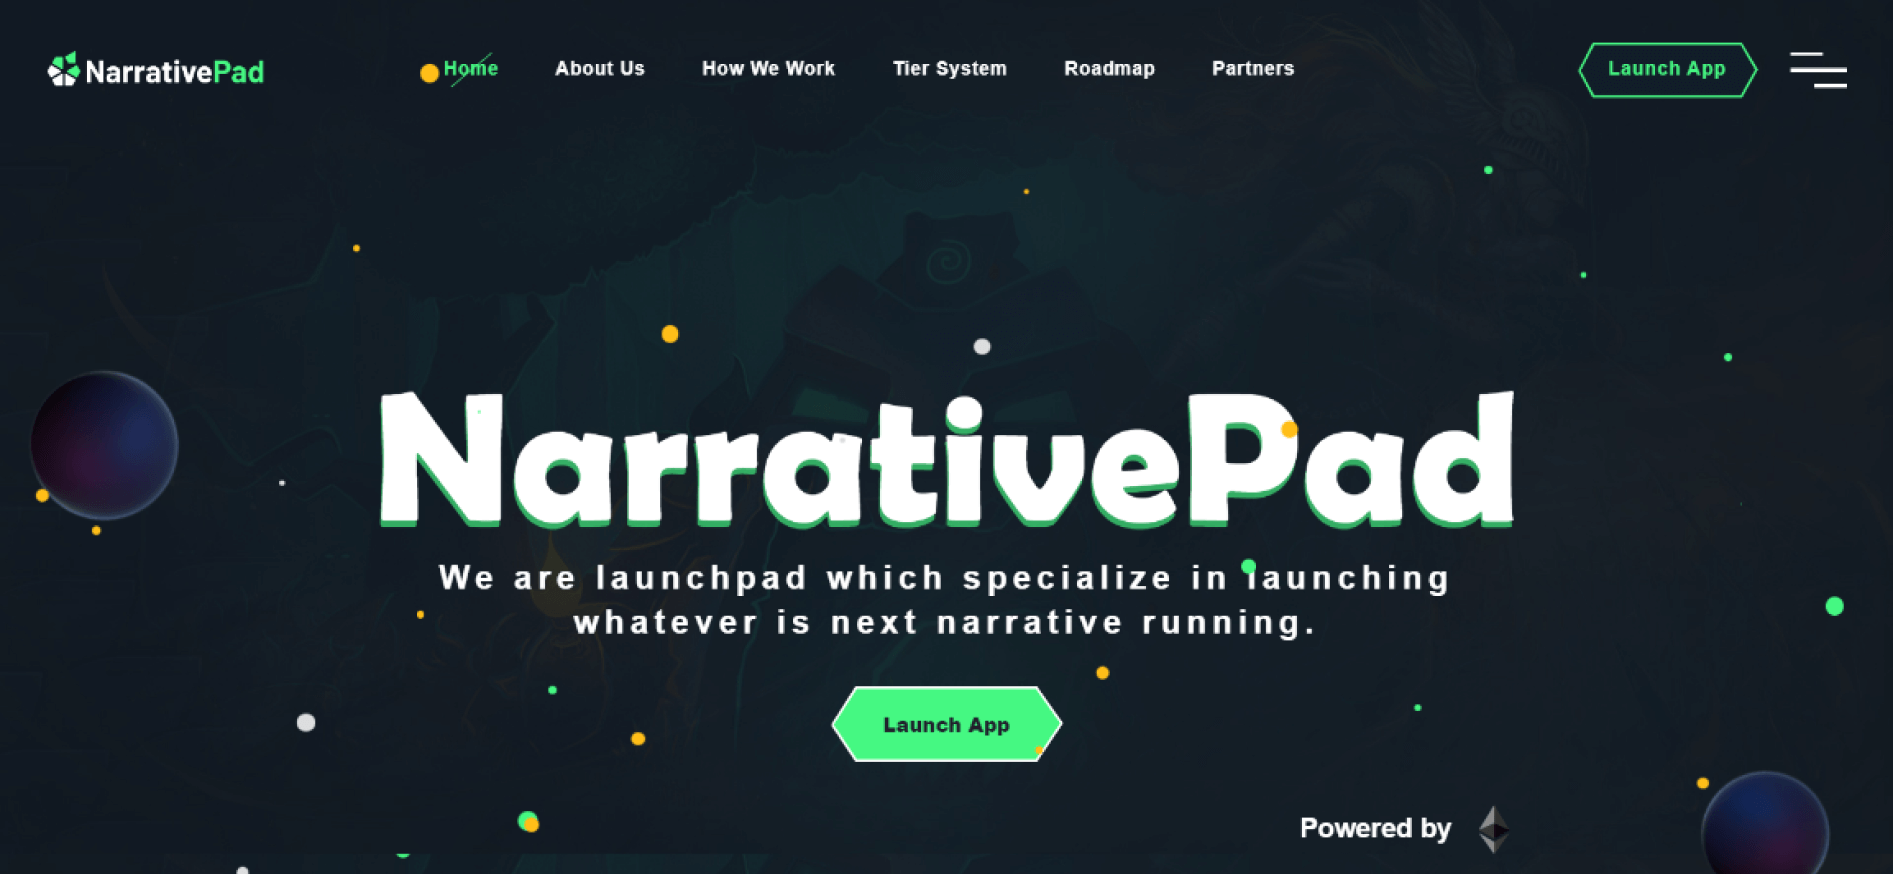 NarrativePad
Home
About Us
How We Work
Tier System
Roadmap
Partners
Launch App
NarrativePad
We are launchpad which specialize in launching
whatever is next narrative running.
Launch App
Powered by